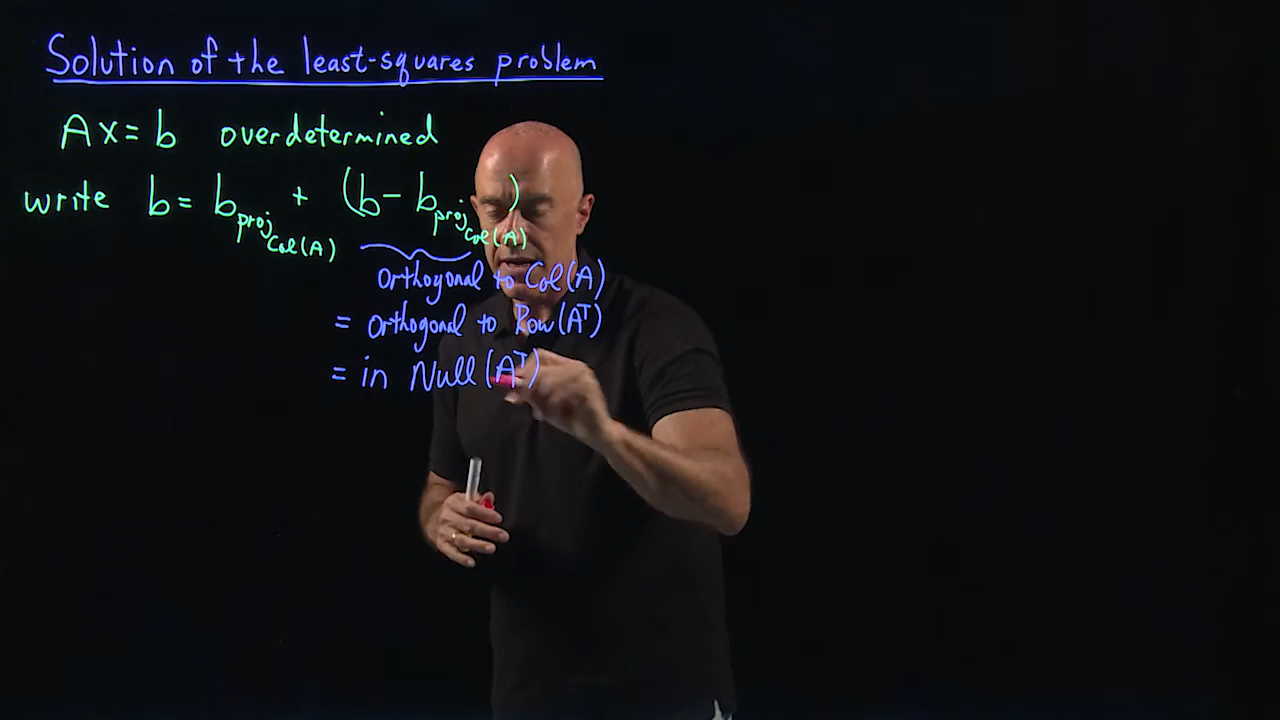 Solution of the least-squares problem
Ax = b overdetermined
write b = b_proj_Col(A) + (b - b_proj_Col(A))
Orthogonal to Col(A)
= Orthogonal to Row(Aᵀ)
= in Null(Aᵀ)